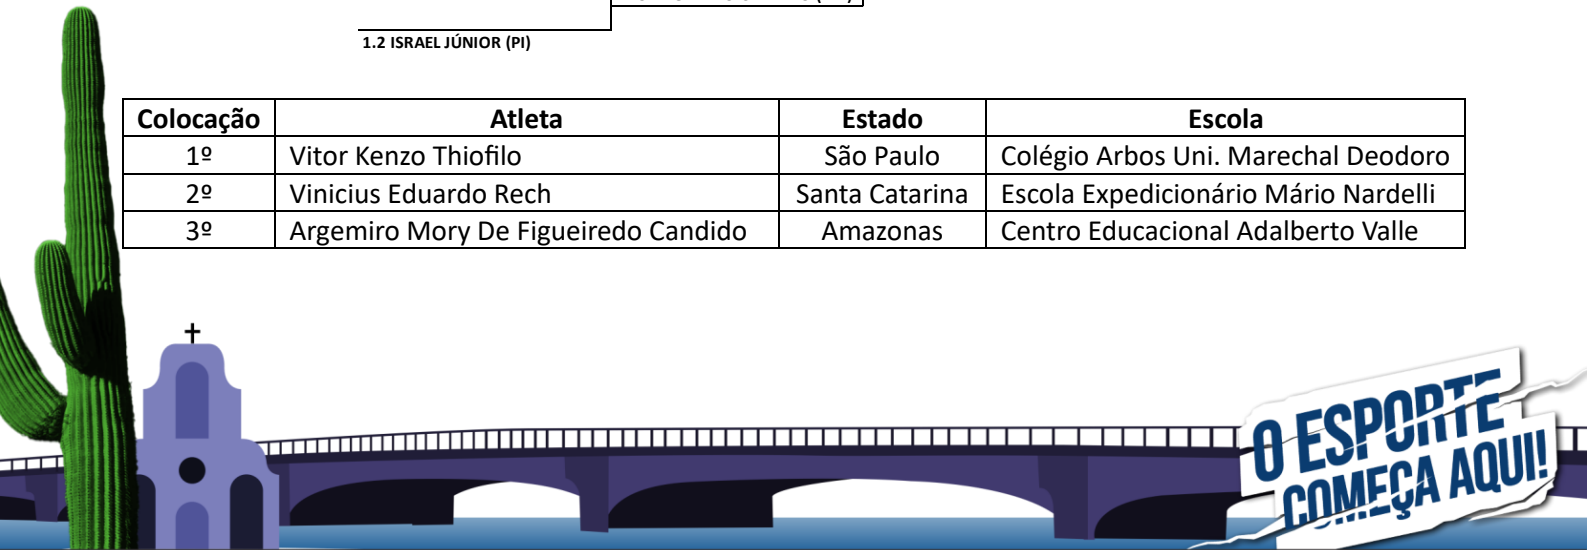 1.2 ISRAEL JÚNIOR (PI)
Colocação Atleta Estado Escola
1º Vitor Kenzo Thiofilo São Paulo Colégio Arbos Uni. Marechal Deodoro
2º Vinicius Eduardo Rech Santa Catarina Escola Expedicionário Mário Nardelli
3º Argemiro Mory De Figueiredo Candido Amazonas Centro Educacional Adalberto Valle
O ESPORTE
COMEÇA AQUI!